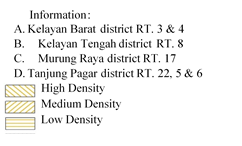 Information:
A. Kelayan Barat district RT. 3 & 4
B. Kelayan Tengah district RT. 8
C. Murung Raya district RT. 17
D. Tanjung Pagar district RT. 22, 5 & 6
High Density
Medium Density
Low Density